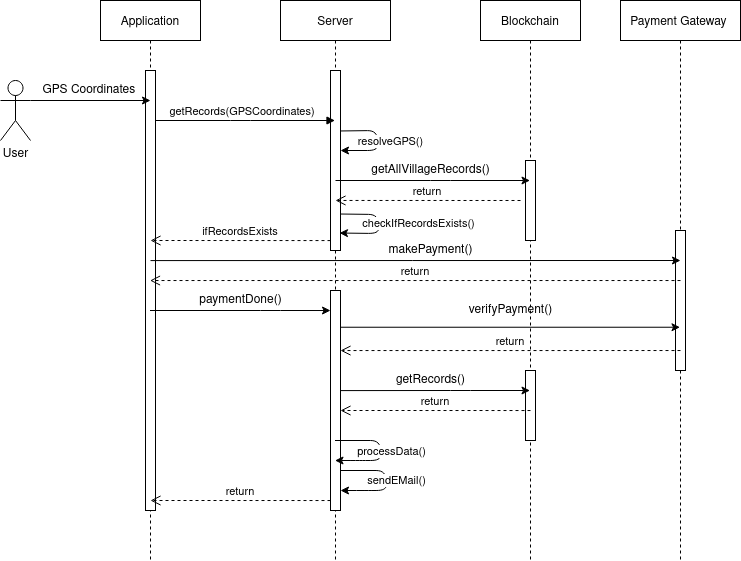 Application
Server
Blockchain
Payment Gateway
GPS Coordinates
User
getRecords(GPSCoordinates)
resolveGPS()
getAllVillageRecords()
return
checkIfRecordsExists()
ifRecordsExists
makePayment()
return
paymentDone()
verifyPayment()
return
getRecords()
return
processData()
sendEMail()
return